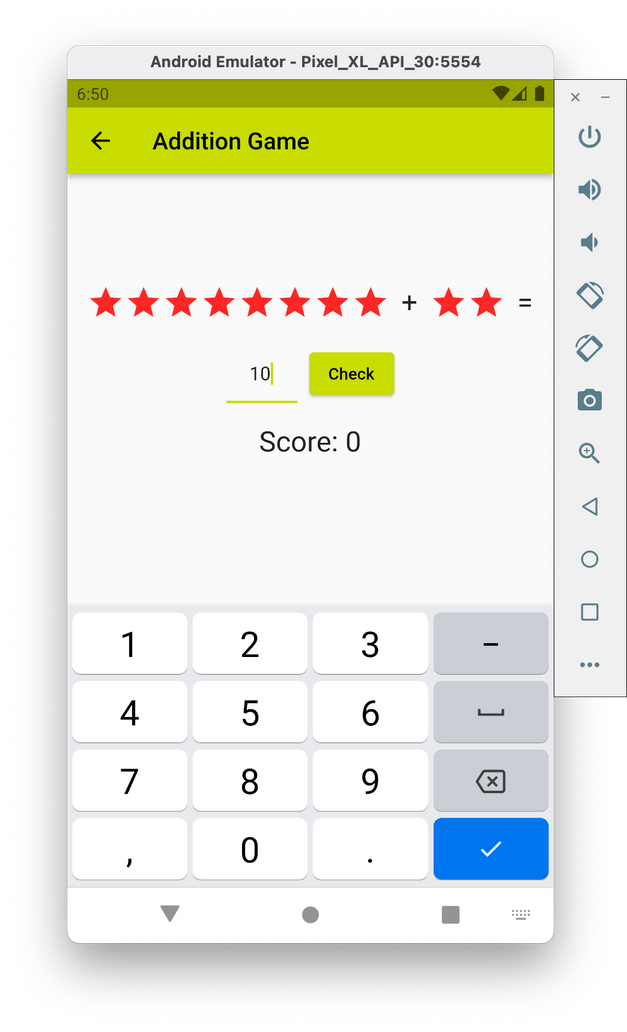 Android Emulator - Pixel_XL_API_30:5554
6:50
Addition Game
+ =
10 Check
Score: 0
1 2 3 -
4 5 6
7 8 9
, 0 .